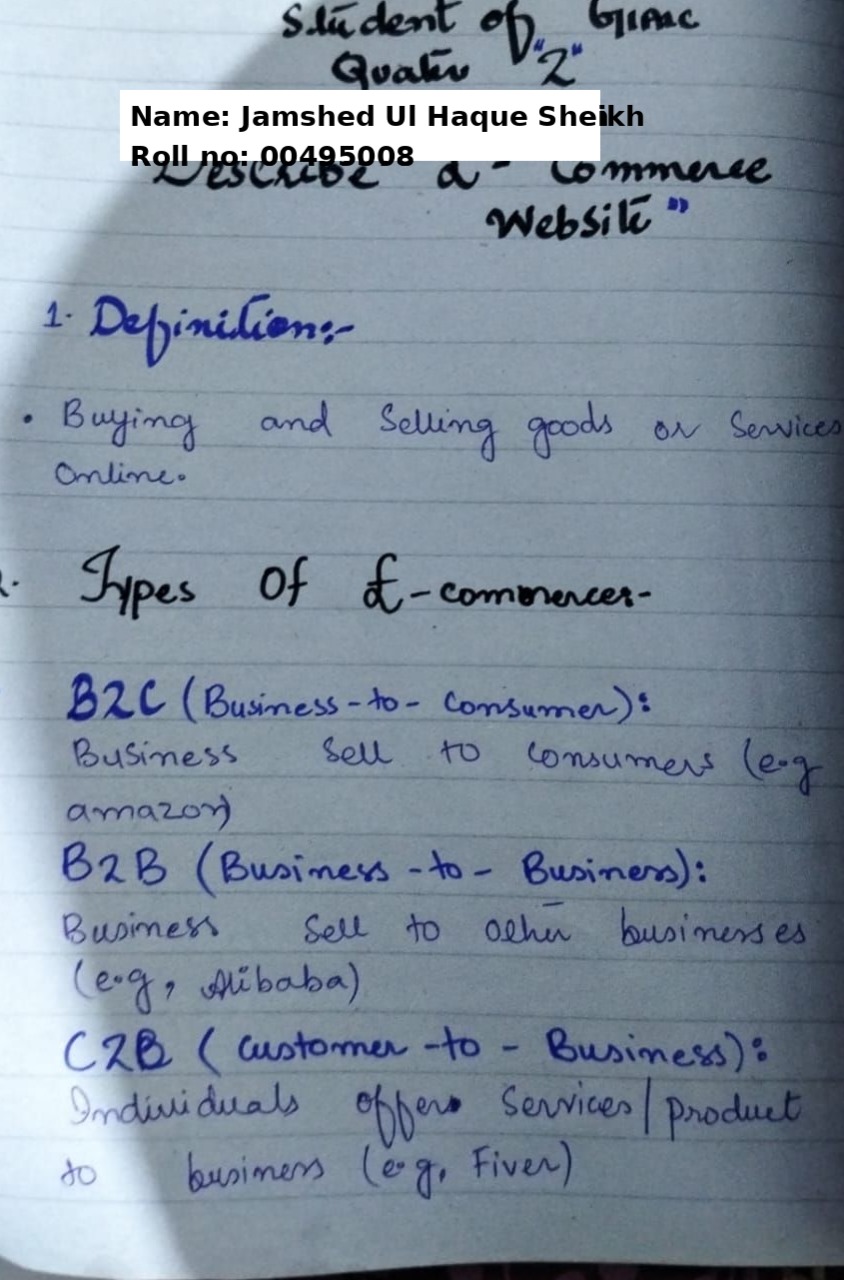 Student of GIAIC
Quater "2"
Name: Jamshed Ul Haque Sheikh
Roll no: 00495008
Describe a - Commerce
Website"
1. Definition:-
• Buying and Selling goods or Services
Online.
2. Types Of E-commerces-
B2C (Business-to-Consumer):
Business Sell to Consumers (e.g
amazon)
B2B (Business-to-Business):
Business Sell to other businesses
(e.g, Alibaba)
C2B (Customer-to-Business):
Individuals offers Services/product
to business (e.g, Fiver)